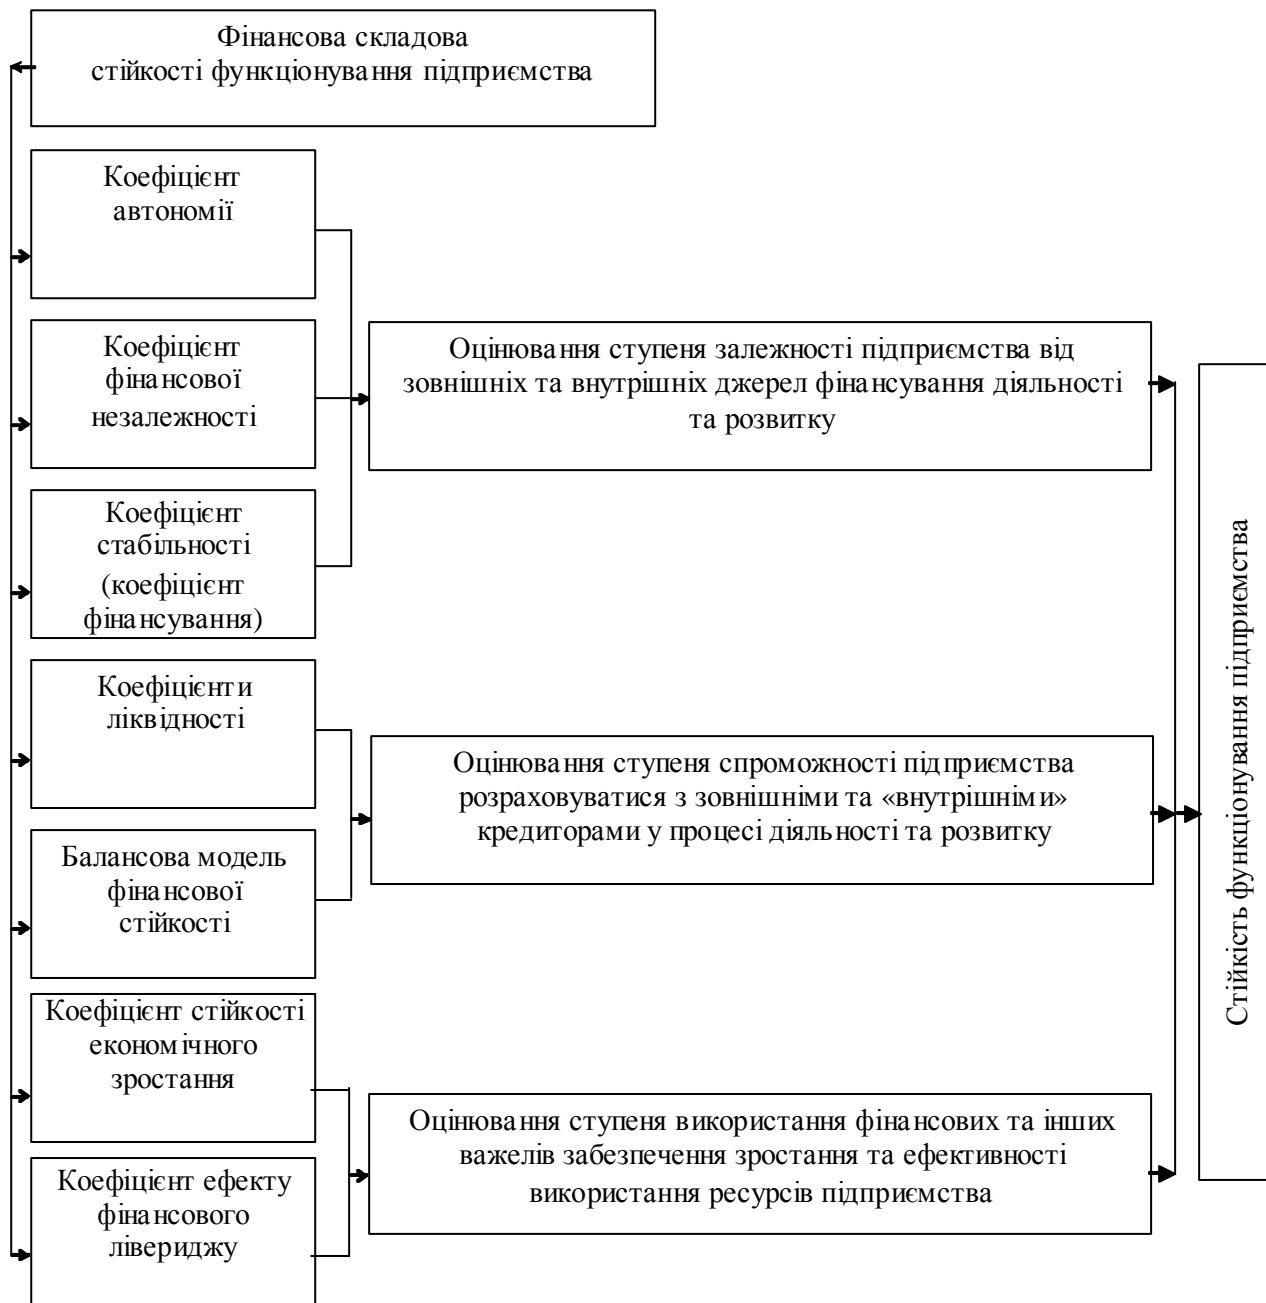 Фінансова складова
стійкості функціонування підприємства
Коефіцієнт
автономії
Коефіцієнт
фінансової
незалежності
Коефіцієнт
стабільності
(коефіцієнт
фінансування)
Оцінювання ступеня залежності підприємства від
зовнішніх та внутрішніх джерел фінансування діяльності
та розвитку
Коефіцієнти
ліквідності
Балансова модель
фінансової
стійкості
Оцінювання ступеня спроможності підприємства
розраховуватися з зовнішніми та «внутрішніми»
кредиторами у процесі діяльності та розвитку
Коефіцієнт стійкості
економічного
зростання
Коефіцієнт ефекту
фінансового
лівериджу
Оцінювання ступеня використання фінансових та інших
важелів забезпечення зростання та ефективності
використання ресурсів підприємства
Стійкість функціонування підприємства